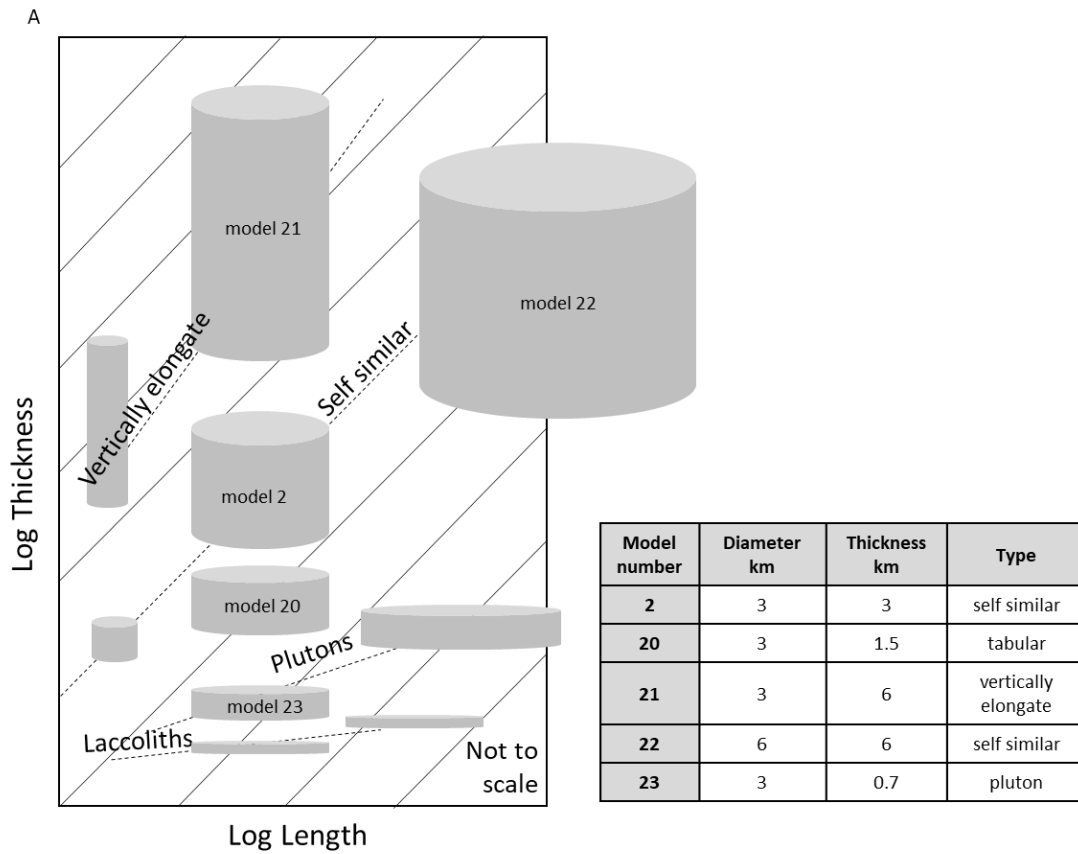 A
model 21
model 22
Vertically elongate
Self similar
Log Thickness
model 2
model 20
Plutons
model 23
Laccoliths
Not to
scale
Log Length
Model number Diameter km Thickness km Type
2 3 3 self similar
20 3 1.5 tabular
21 3 6 vertically elongate
22 6 6 self similar
23 3 0.7 pluton